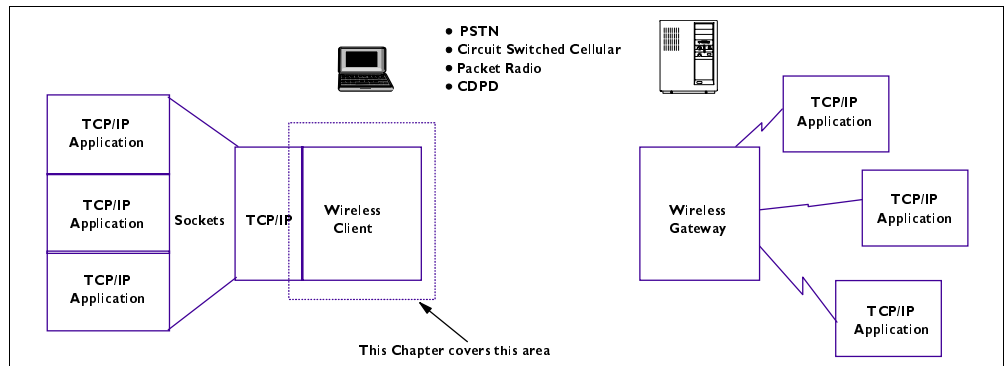 ● PSTN
● Circuit Switched Cellular
● Packet Radio
● CDPD
TCP/IP
Application
TCP/IP
Application
TCP/IP
Application
Sockets
TCP/IP
Wireless
Client
This Chapter covers this area
Wireless
Gateway
TCP/IP
Application
TCP/IP
Application
TCP/IP
Application